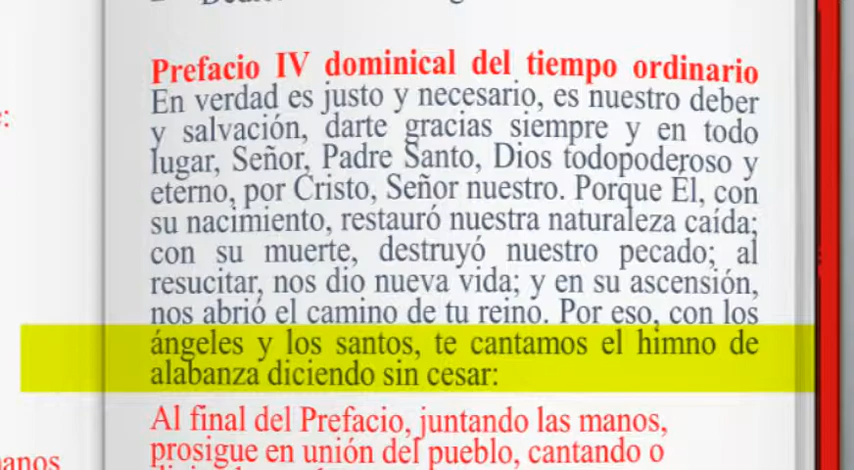 Prefacio IV dominical del tiempo ordinario
En verdad es justo y necesario, es nuestro deber
y salvación, darte gracias siempre y en todo
lugar, Señor, Padre Santo, Dios todopoderoso y
eterno, por Cristo, Señor nuestro. Porque Él, con
su nacimiento, restauró nuestra naturaleza caída;
con su muerte, destruyó nuestro pecado; al
resucitar, nos dio nueva vida; y en su ascensión,
nos abrió el camino de tu reino. Por eso, con los
ángeles y los santos, te cantamos el himno de
alabanza diciendo sin cesar:
Al final del Prefacio, juntando las manos,
prosigue en unión del pueblo, cantando o